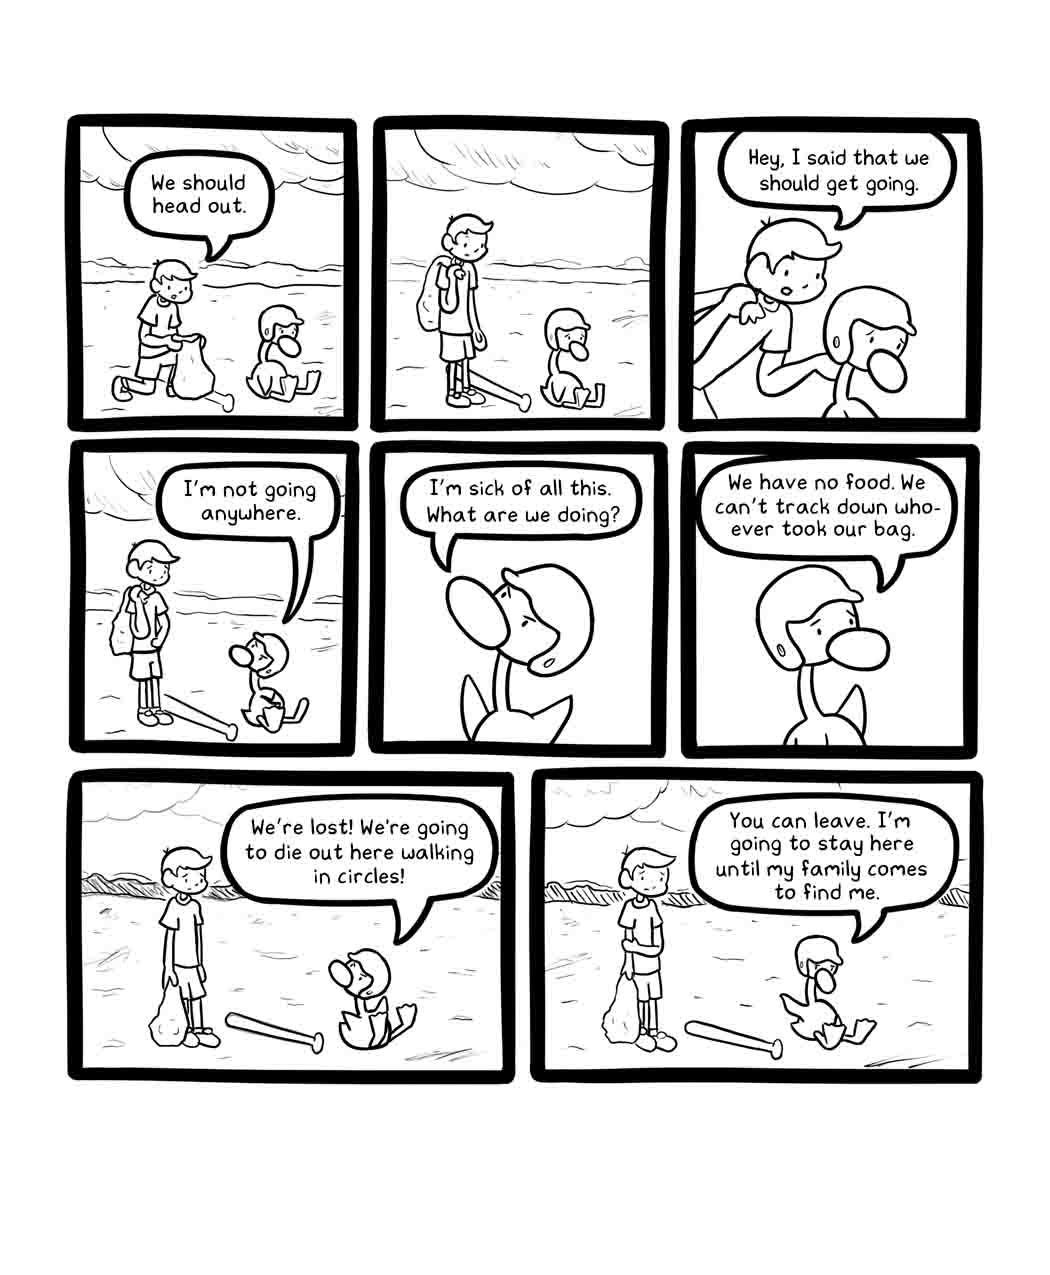 We should
head out.
Hey, I said that we
should get going.
I'm not going
anywhere.
I'm sick of all this.
What are we doing?
We have no food. We
can't track down who-
ever took our bag.
We're lost! We're going
to die out here walking
in circles!
You can leave. I'm
going to stay here
until my family comes
to find me.